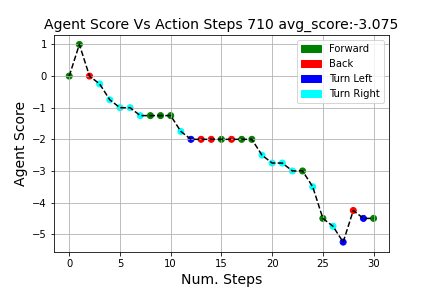 Agent Score Vs Action Steps 710 avg_score:-3.075
Forward
Back
Turn Left
Turn Right
1
0
−1
−2
−3
−4
−5
Agent Score
0 5 10 15 20 25 30
Num. Steps